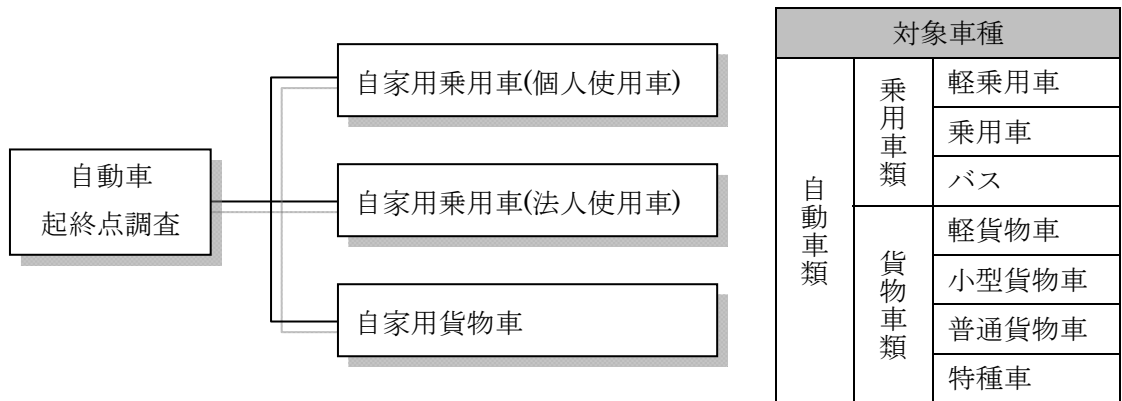 自動車
起終点調査
自家用乗用車(個人使用車)
自家用乗用車(法人使用車)
自家用貨物車
対象車種
自動車類
乗用車類
軽乗用車
乗用車
バス
貨物車類
軽貨物車
小型貨物車
普通貨物車
特種車